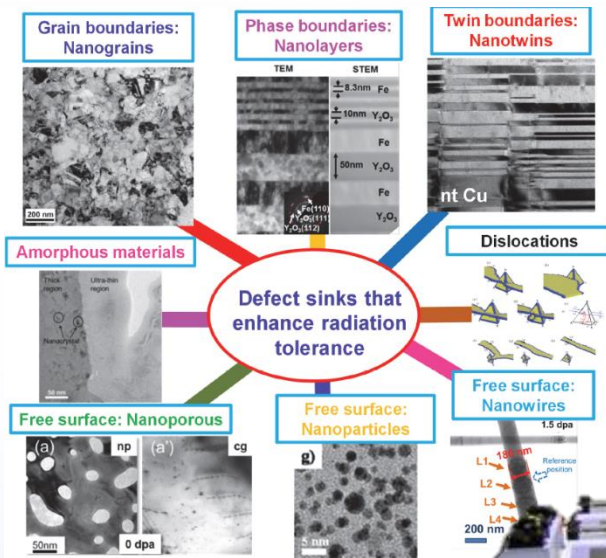 Grain boundaries:
Nanograins
Phase boundaries:
Nanolayers
Twin boundaries:
Nanotwins
200 nm
TEM
STEM
8.3nm
Fe
10nm
Y₂O₃
Fe
50nm
Y₂O₃
Fe
Y₂O₃
Fe(110)
Y₂O₃(111)
Y₂O₃(112)
nt Cu
Amorphous materials
Thick
region
Ultra-thin
region
Nanocrystal
50 nm
Defect sinks that
enhance radiation
tolerance
Dislocations
Free surface: Nanoporous
(a)
np
(a')
cg
50nm
0 dpa
Free surface:
Nanoparticles
g)
5 nm
Free surface:
Nanowires
1.5 dpa
180 nm
Reference
position
L1
L2
L3
L4
200 nm